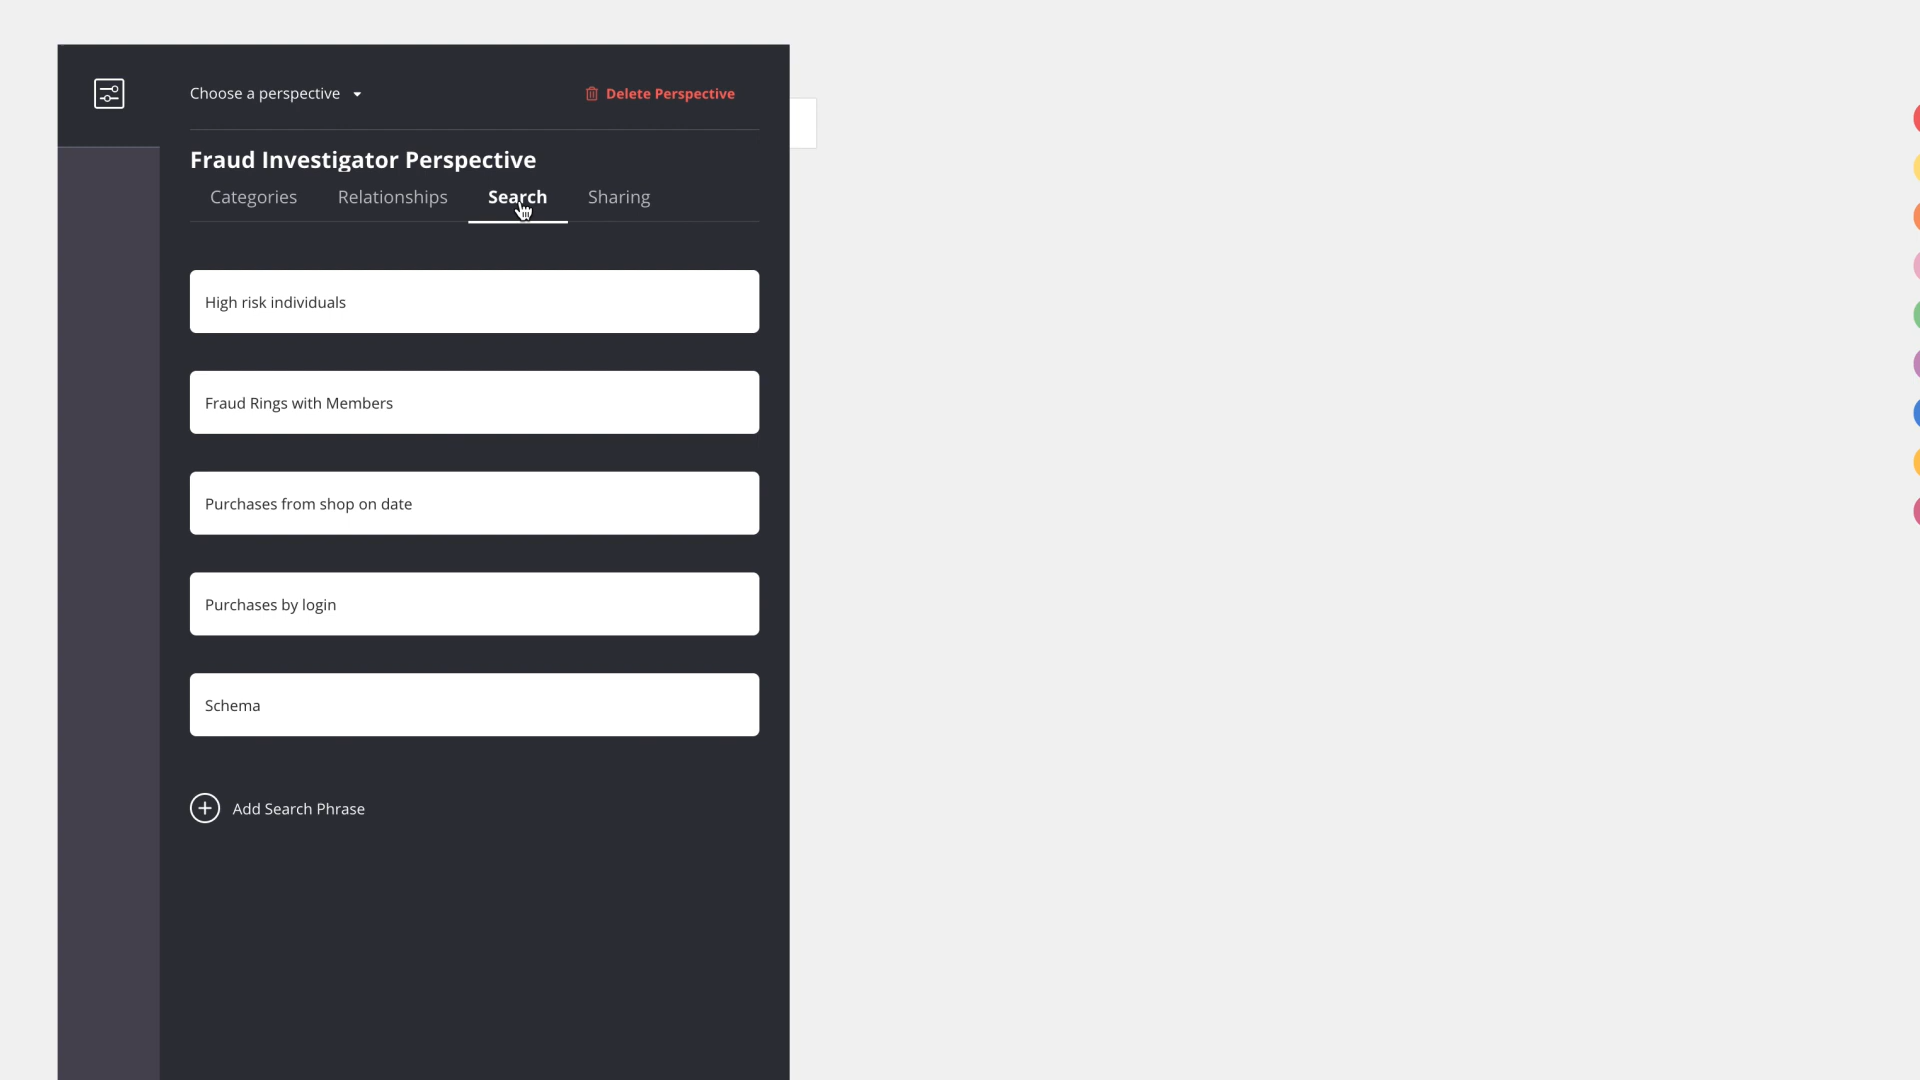 Choose a perspective
Delete Perspective
Fraud Investigator Perspective
Categories
Relationships
Search
Sharing
High risk individuals
Fraud Rings with Members
Purchases from shop on date
Purchases by login
Schema
Add Search Phrase